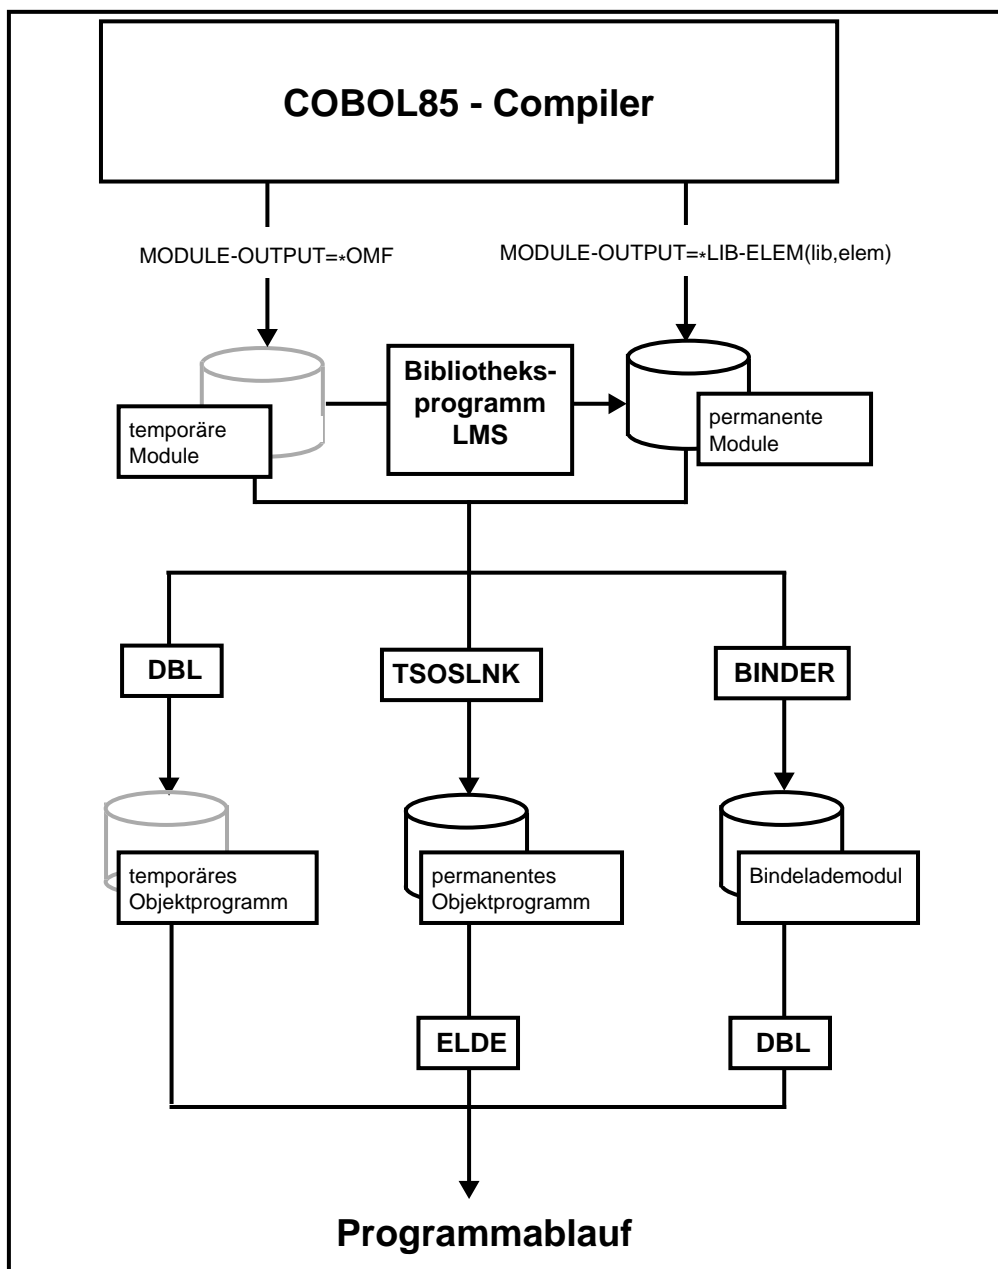 COBOL85 - Compiler
MODULE-OUTPUT=*OMF
MODULE-OUTPUT=*LIB-ELEM(lib,elem)
Bibliotheks-
programm
LMS
temporäre
Module
permanente
Module
DBL
TSOSLNK
BINDER
temporäres
Objektprogramm
permanentes
Objektprogramm
Bindelademodul
ELDE
DBL
Programmablauf